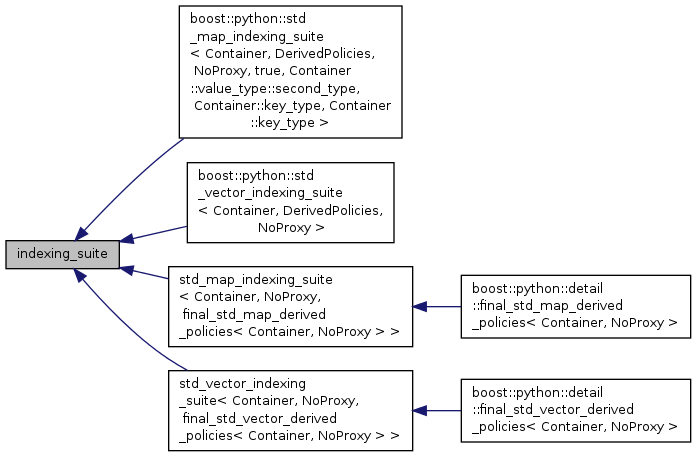 boost::python::std
_map_indexing_suite
< Container, DerivedPolicies,
NoProxy, true, Container
::value_type::second_type,
Container::key_type, Container
::key_type >
boost::python::std
_vector_indexing_suite
< Container, DerivedPolicies,
NoProxy >
indexing_suite
std_map_indexing_suite
< Container, NoProxy,
final_std_map_derived
_policies< Container, NoProxy > >
boost::python::detail
::final_std_map_derived
_policies< Container, NoProxy >
std_vector_indexing
_suite< Container, NoProxy,
final_std_vector_derived
_policies< Container, NoProxy > >
boost::python::detail
::final_std_vector_derived
_policies< Container, NoProxy >